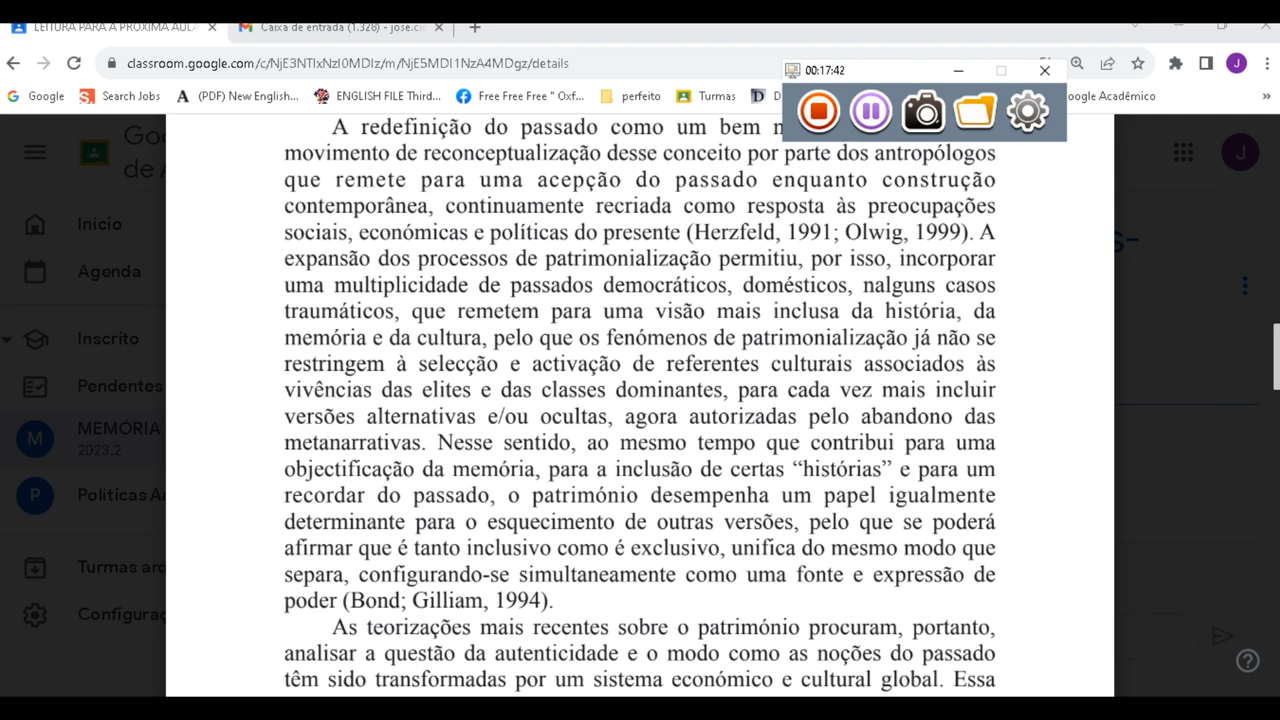 LEITURA PARA A PROXIMA AULA
Caixa de entrada (1.328) - jose.ci
classroom.google.com/c/NjE3NTIxNzI0MDIz/m/NjE5MDI1NzA4MDgz/details
00:17:42
Google
Search Jobs
(PDF) New English...
ENGLISH FILE Third...
Free Free Free " Oxf...
perfeito
Turmas
D
oogle Acadêmico
J
Goo
de A
J
Início
Agenda
Inscrito
Pendentes
M
MEMÓRIA
2023.2
P
Políticas
Turmas
A redefinição do passado como um bem
movimento de reconceptualização desse conceito por parte dos antropólogos
que remete para uma acepção do passado enquanto construção
contemporânea, continuamente recriada como resposta às preocupações
sociais, económicas e políticas do presente (Herzfeld, 1991; Olwig, 1999). A
expansão dos processos de patrimonialização permitiu, por isso, incorporar
uma multiplicidade de passados democráticos, domésticos, nalguns casos
traumáticos, que remetem para uma visão mais inclusa da história, da
memória e da cultura, pelo que os fenómenos de patrimonialização já não se
restringem à selecção e activação de referentes culturais associados às
vivências das elites e das classes dominantes, para cada vez mais incluir
versões alternativas e/ou ocultas, agora autorizadas pelo abandono das
metanarrativas. Nesse sentido, ao mesmo tempo que contribui para uma
objectificação da memória, para a inclusão de certas “histórias” e para um
recordar do passado, o património desempenha um papel igualmente
determinante para o esquecimento de outras versões, pelo que se poderá
afirmar que é tanto inclusivo como é exclusivo, unifica do mesmo modo que
separa, configurando-se simultaneamente como uma fonte e expressão de
poder (Bond; Gilliam, 1994).
As teorizações mais recentes sobre o património procuram, portanto,
analisar a questão da autenticidade e o modo como as noções do passado
têm sido transformadas por um sistema económico e cultural global. Essa